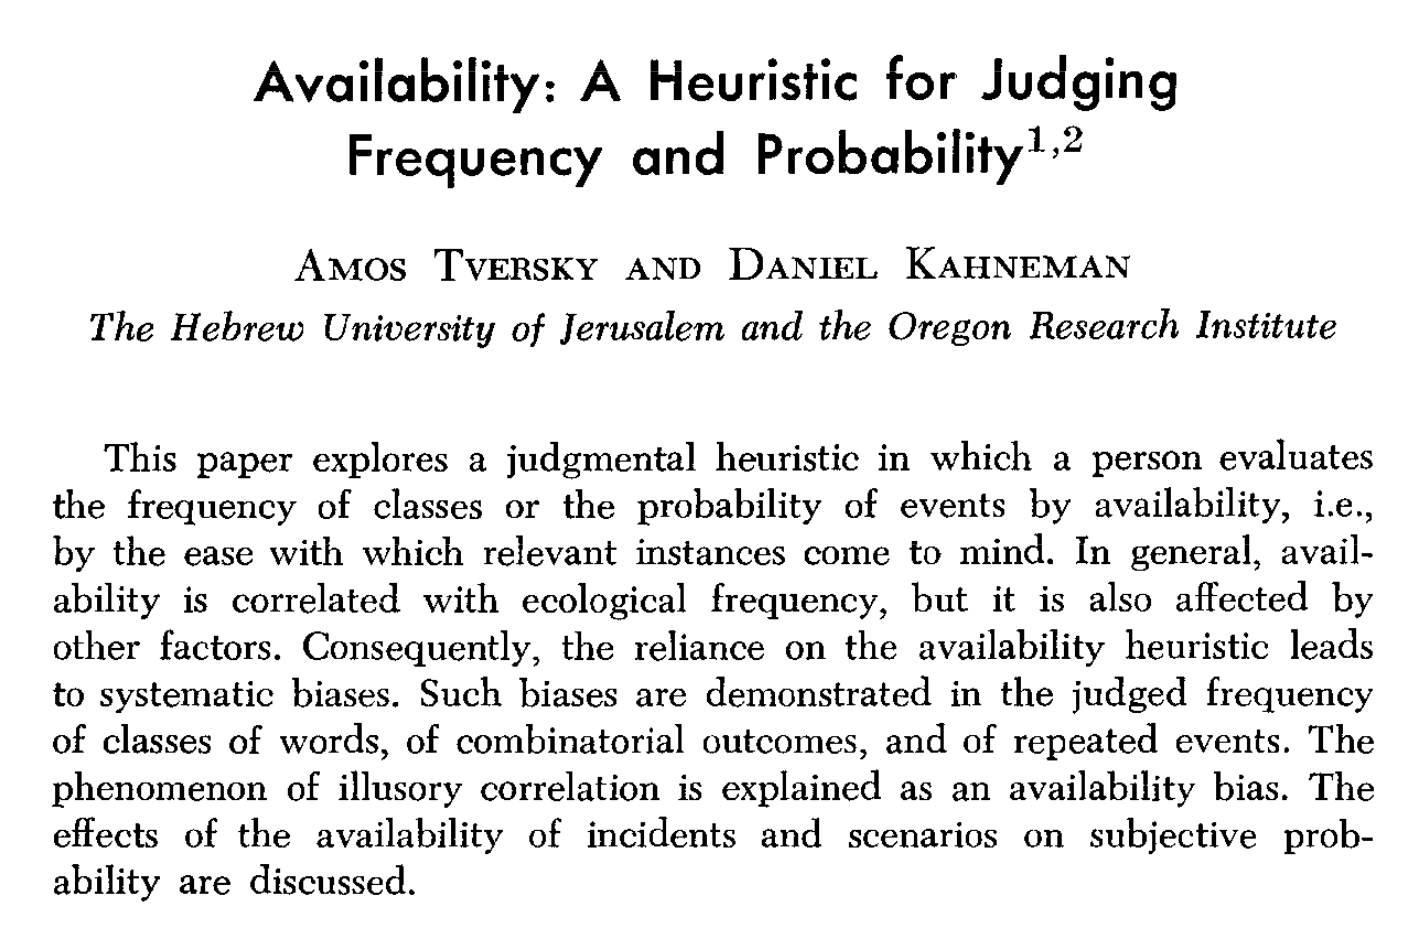 Availability: A Heuristic for Judging
Frequency and Probability1,2
AMOS TVERSKY AND DANIEL KAHNEMAN
The Hebrew University of Jerusalem and the Oregon Research Institute
This paper explores a judgmental heuristic in which a person evaluates
the frequency of classes or the probability of events by availability, i.e.,
by the ease with which relevant instances come to mind. In general, avail-
ability is correlated with ecological frequency, but it is also affected by
other factors. Consequently, the reliance on the availability heuristic leads
to systematic biases. Such biases are demonstrated in the judged frequency
of classes of words, of combinatorial outcomes, and of repeated events. The
phenomenon of illusory correlation is explained as an availability bias. The
effects of the availability of incidents and scenarios on subjective prob-
ability are discussed.